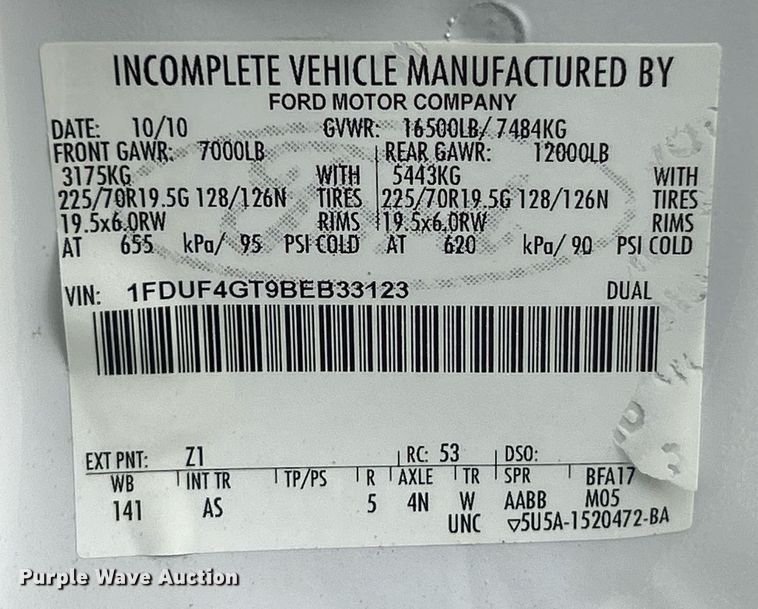 INCOMPLETE VEHICLE MANUFACTURED BY
FORD MOTOR COMPANY
DATE: 10/10 GVWR: 16500LB/ 7484KG
FRONT GAWR: 7000LB REAR GAWR: 12000LB
3175KG WITH 5443KG WITH
225/70R19.5G 128/126N TIRES 225/70R19.5G 128/126N TIRES
19.5x6.0RW RIMS 19.5x6.0RW RIMS
AT 655 kPa/ 95 PSI COLD AT 620 kPa/ 90 PSI COLD
VIN: 1FDUF4GT9BEB33123 DUAL
EXT PNT: Z1 RC: 53 DSO:
WB INT TR TP/PS R AXLE TR SPR BFA17
141 AS 5 4N W AABB M05
UNC ▽5U5A-1520472-BA
Purple Wave Auction